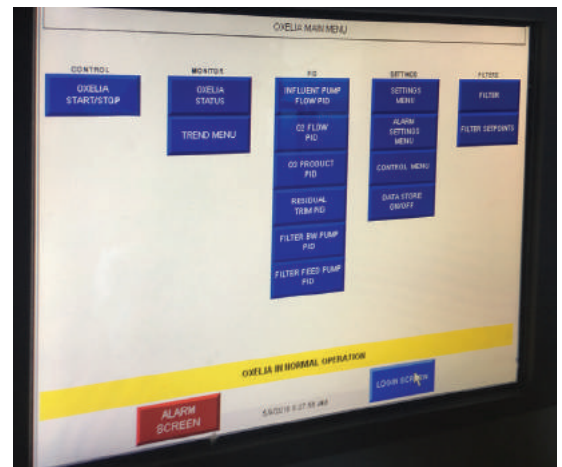 OXELIA MAIN MENU
CONTROL
MONITOR
PID
SETTINGS
FILTERS
OXELIA
START/STOP
OXELIA
STATUS
TREND MENU
INFLUENT PUMP
FLOW PID
O2 FLOW
PID
O3 PRODUCT
PID
RESIDUAL
TRIM PID
FILTER BW PUMP
PID
FILTER FEED PUMP
PID
SETTINGS
MENU
ALARM
SETTINGS
MENU
CONTROL MENU
DATA STORE
ON/OFF
FILTER
FILTER SETPOINTS
OXELIA IN NORMAL OPERATION
ALARM
SCREEN
LOGIN SCREEN